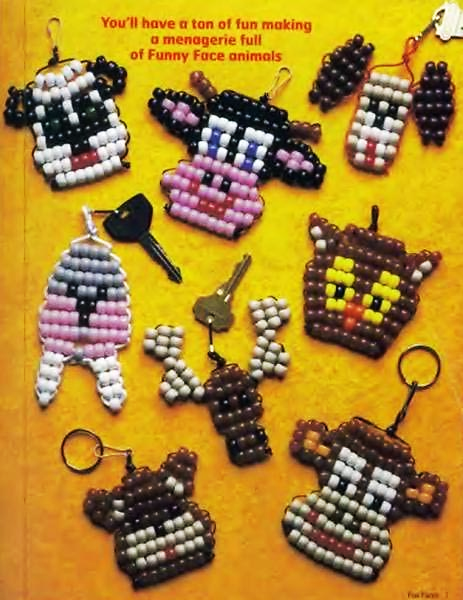 You'll have a ton of fun making
a menagerie full
of Funny Face animals